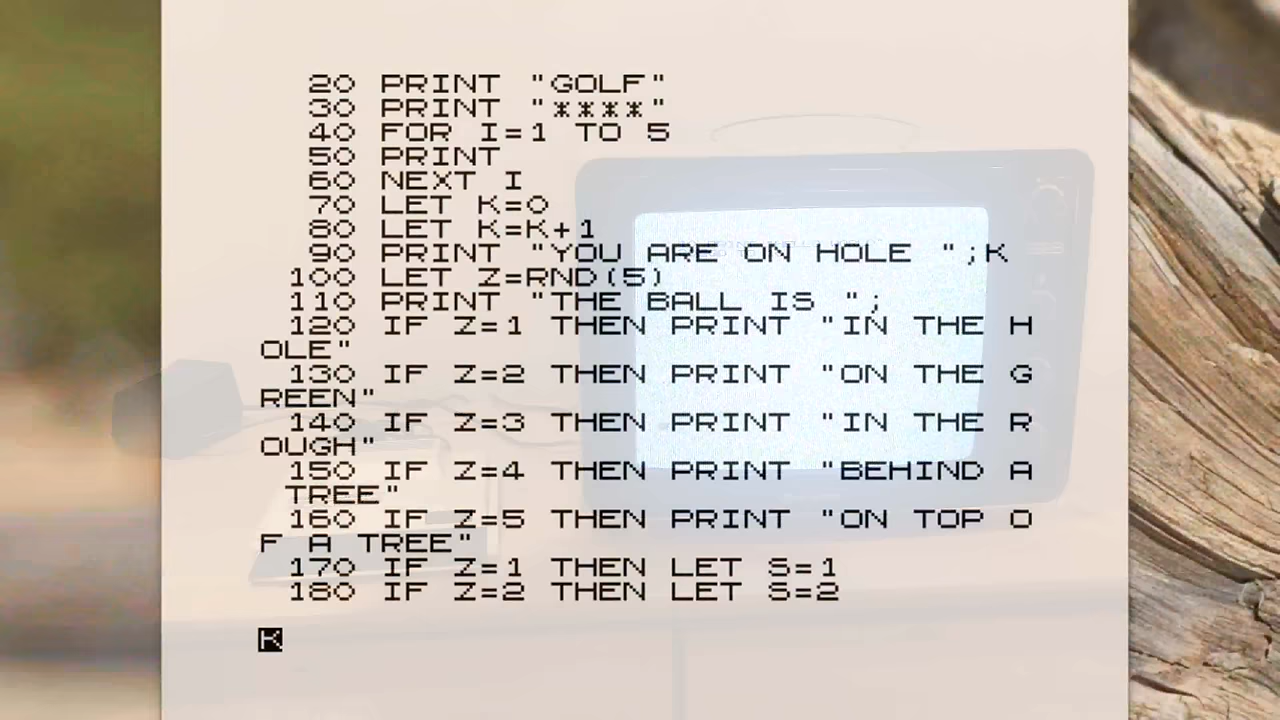 20 PRINT "GOLF"
30 PRINT "****"
40 FOR I=1 TO 5
50 PRINT
60 NEXT I
70 LET K=0
80 LET K=K+1
90 PRINT "YOU ARE ON HOLE ";K
100 LET Z=RND(5)
110 PRINT "THE BALL IS ";
120 IF Z=1 THEN PRINT "IN THE H
OLE"
130 IF Z=2 THEN PRINT "ON THE G
REEN"
140 IF Z=3 THEN PRINT "IN THE R
OUGH"
150 IF Z=4 THEN PRINT "BEHIND A
TREE"
160 IF Z=5 THEN PRINT "ON TOP O
F A TREE"
170 IF Z=1 THEN LET S=1
180 IF Z=2 THEN LET S=2
K